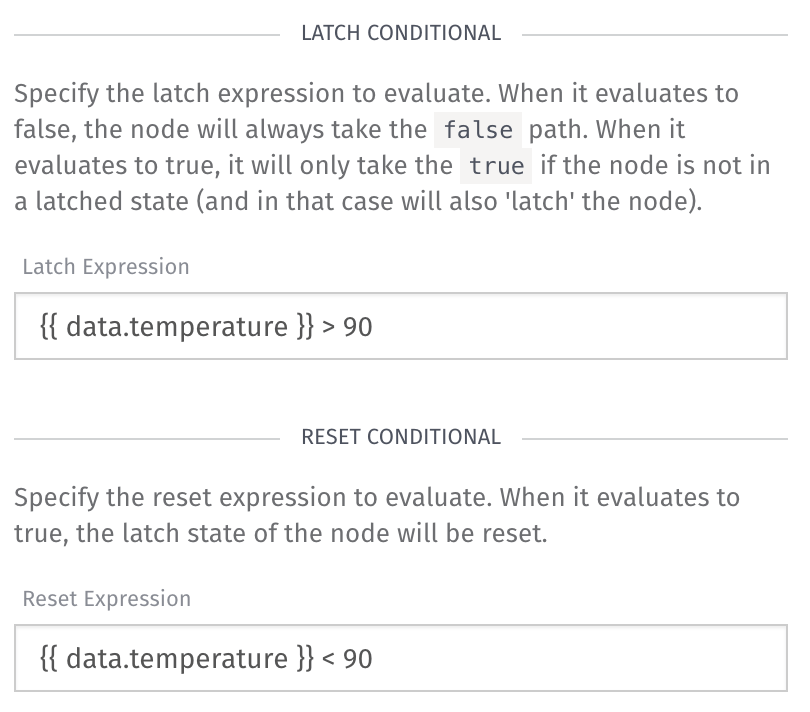 LATCH CONDITIONAL
Specify the latch expression to evaluate. When it evaluates to
false, the node will always take the false path. When it
evaluates to true, it will only take the true if the node is not in
a latched state (and in that case will also 'latch' the node).
Latch Expression
{{ data.temperature }} > 90
RESET CONDITIONAL
Specify the reset expression to evaluate. When it evaluates to
true, the latch state of the node will be reset.
Reset Expression
{{ data.temperature }} < 90